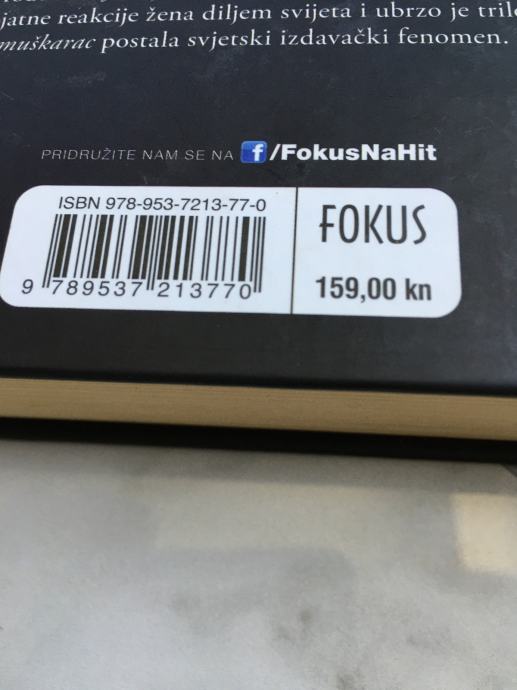 jatne reakcije žena diljem svijeta i ubrzo je
muškarac postala svjetski izdavački fenomen.
PRIDRUŽITE NAM SE NA f /FokusNaHit
ISBN 978-953-7213-77-0
FOKUS
9 789537 213770
159,00 kn